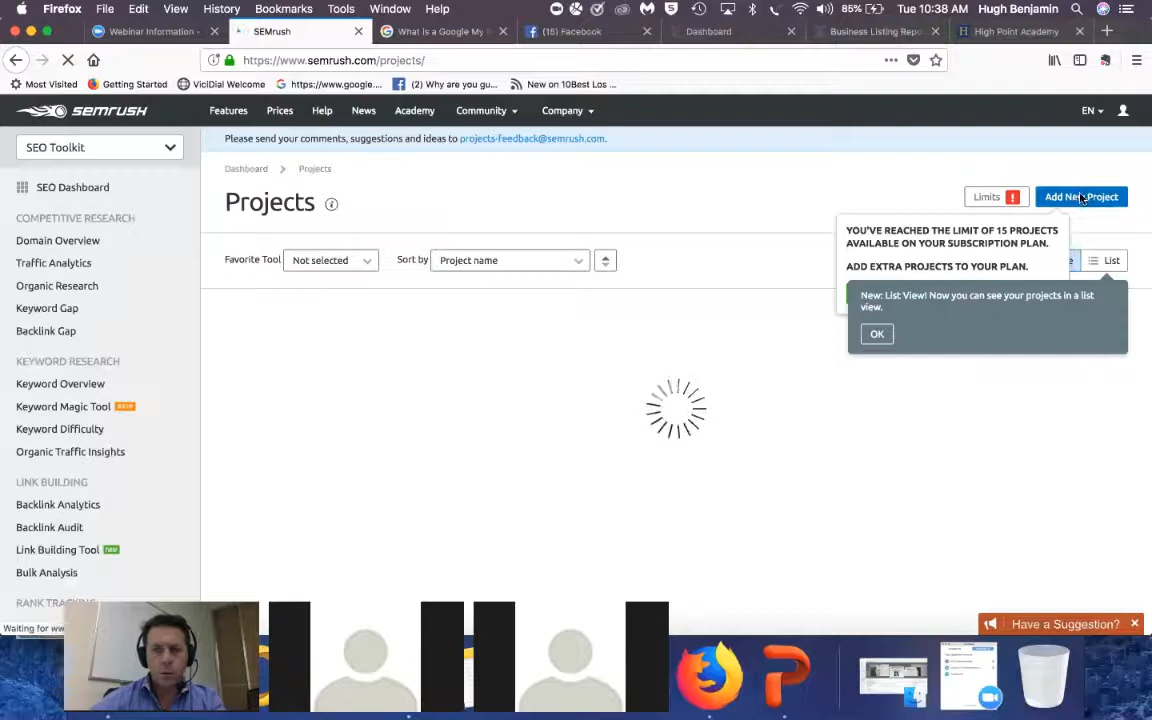 Firefox File Edit View History Bookmarks Tools Window Help 85% Tue 10:38 AM Hugh Benjamin
Webinar Information - SEMrush What is a Google My (15) Facebook Dashboard Business Listing Repo High Point Academy
https://www.semrush.com/projects/
Most Visited Getting Started ViciDial Welcome https://www.google.... (2) Why are you gu... New on 10Best Los ...
SEMRUSH Features Prices Help News Academy Community Company EN
SEO Toolkit
Please send your comments, suggestions and ideas to projects-feedback@semrush.com.
Dashboard Projects
SEO Dashboard
Projects i
Limits ! Add New Project
COMPETITIVE RESEARCH
Domain Overview
Traffic Analytics
Organic Research
Keyword Gap
Backlink Gap
YOU'VE REACHED THE LIMIT OF 15 PROJECTS
AVAILABLE ON YOUR SUBSCRIPTION PLAN.
ADD EXTRA PROJECTS TO YOUR PLAN.
Favorite Tool Not selected Sort by Project name
List
New: List View! Now you can see your projects in a list
view.
OK
KEYWORD RESEARCH
Keyword Overview
Keyword Magic Tool BETA
Keyword Difficulty
Organic Traffic Insights
LINK BUILDING
Backlink Analytics
Backlink Audit
Link Building Tool new
Bulk Analysis
RANK TRACKING
Waiting for ww
Have a Suggestion?